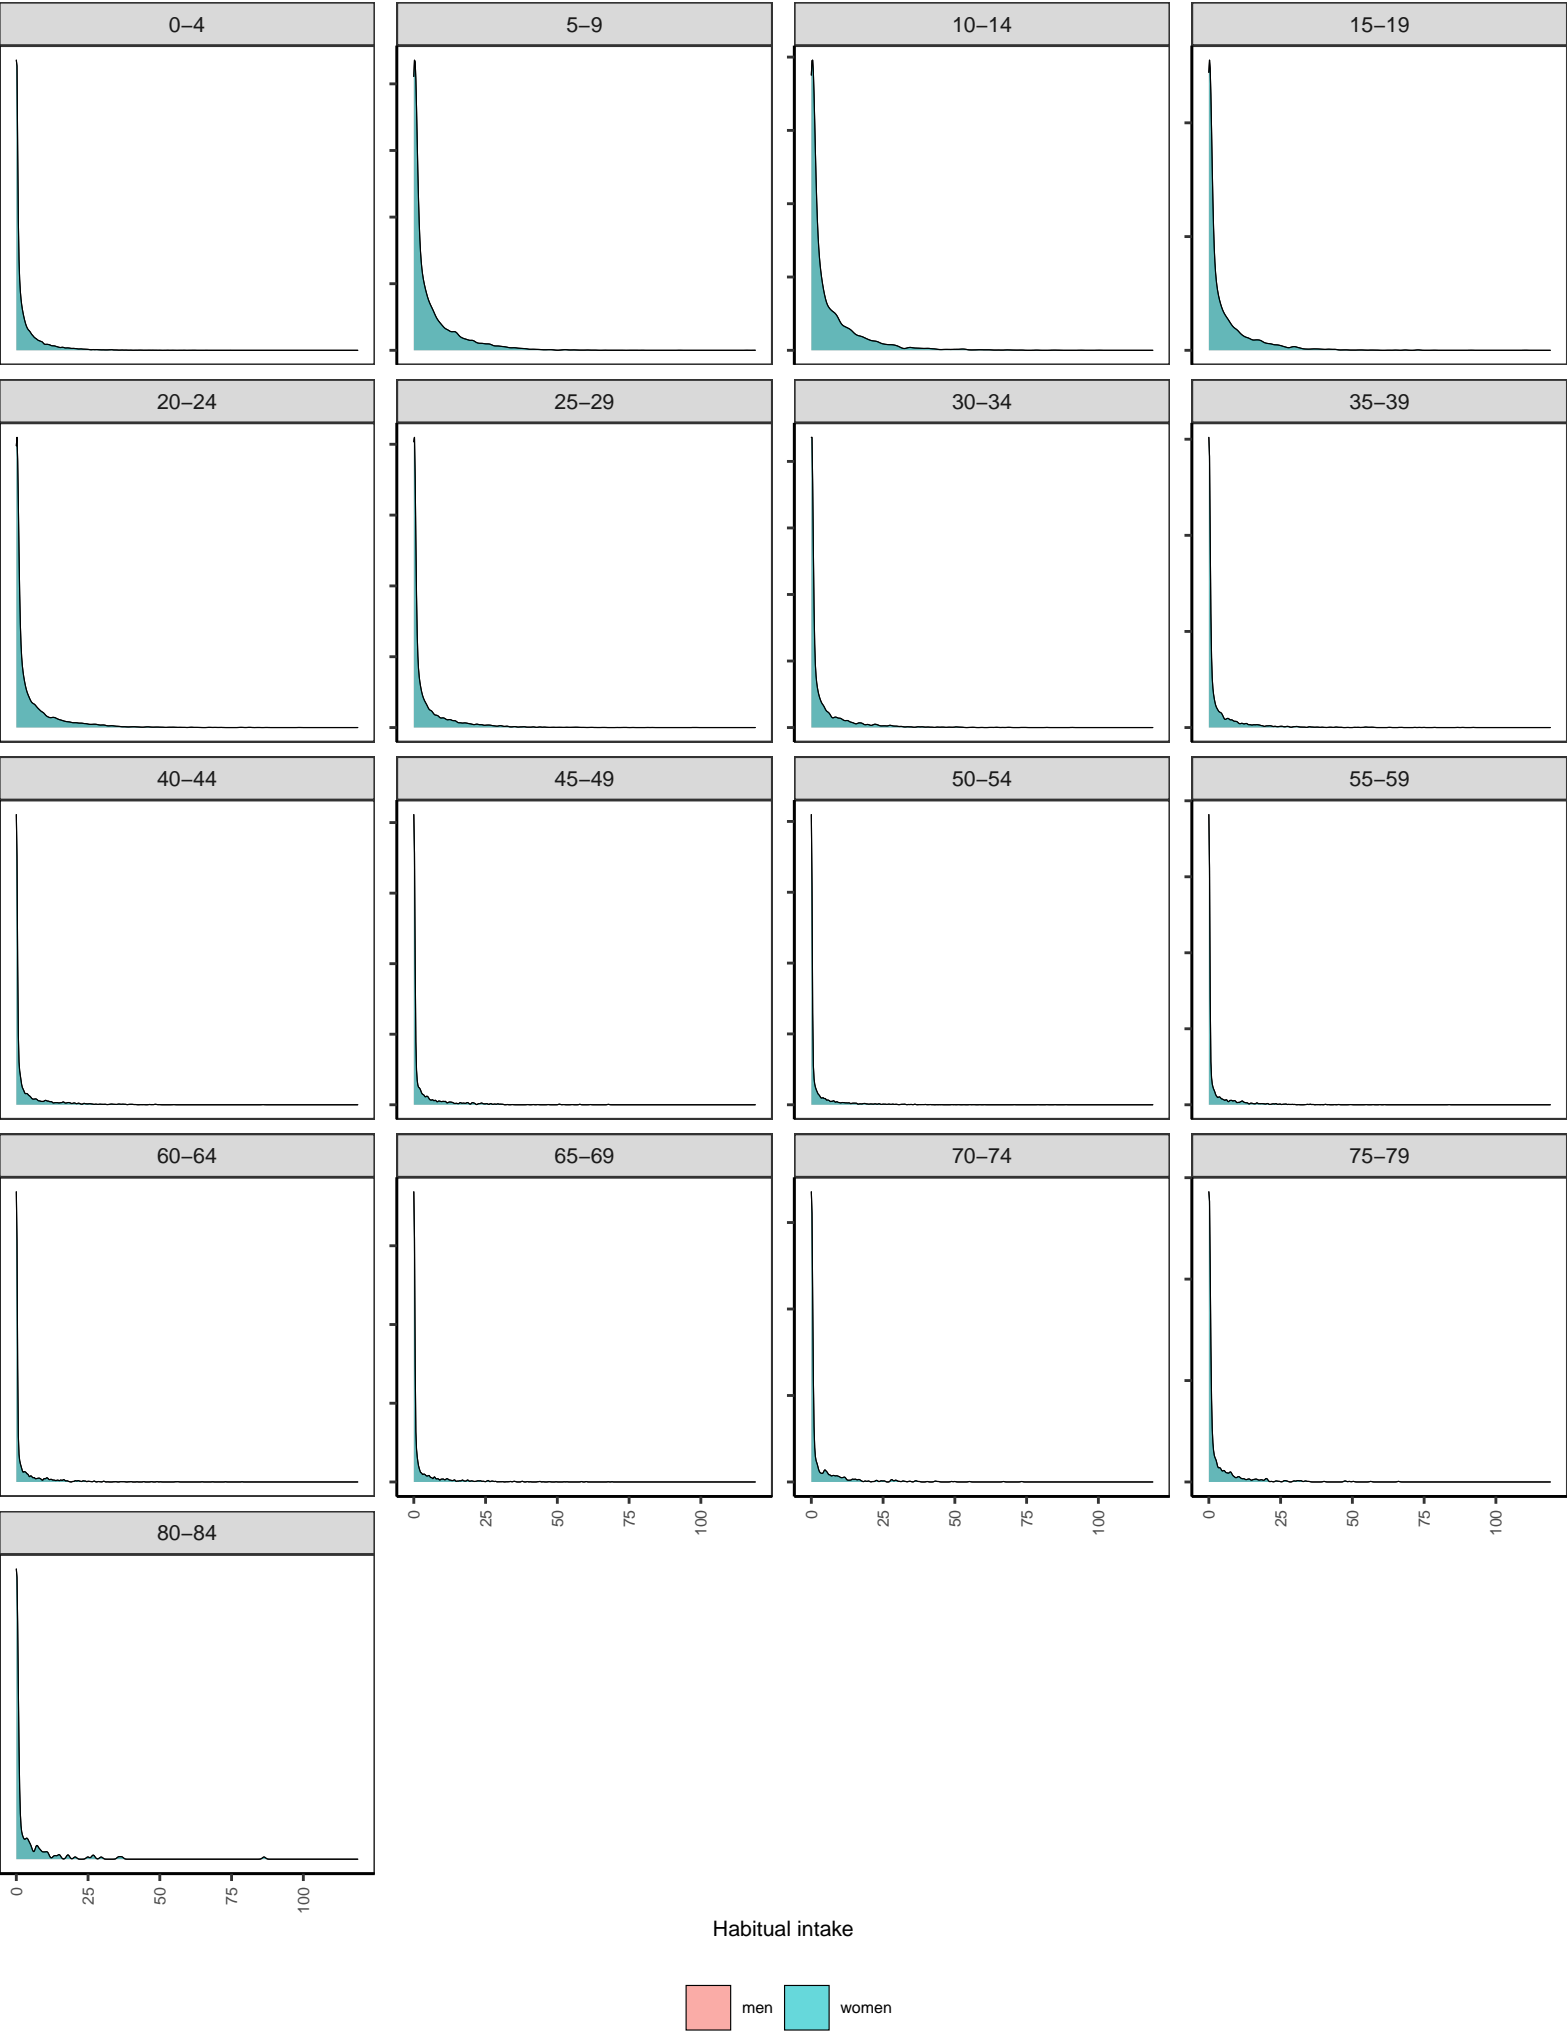 0–4 5–9 10–14 15–19
20–24 25–29 30–34 35–39
40–44 45–49 50–54 55–59
60–64 65–69 70–74 75–79
0 25 50 75 100 0 25 50 75 100 0 25 50 75 100
80–84
0 25 50 75 100
Habitual intake
men women